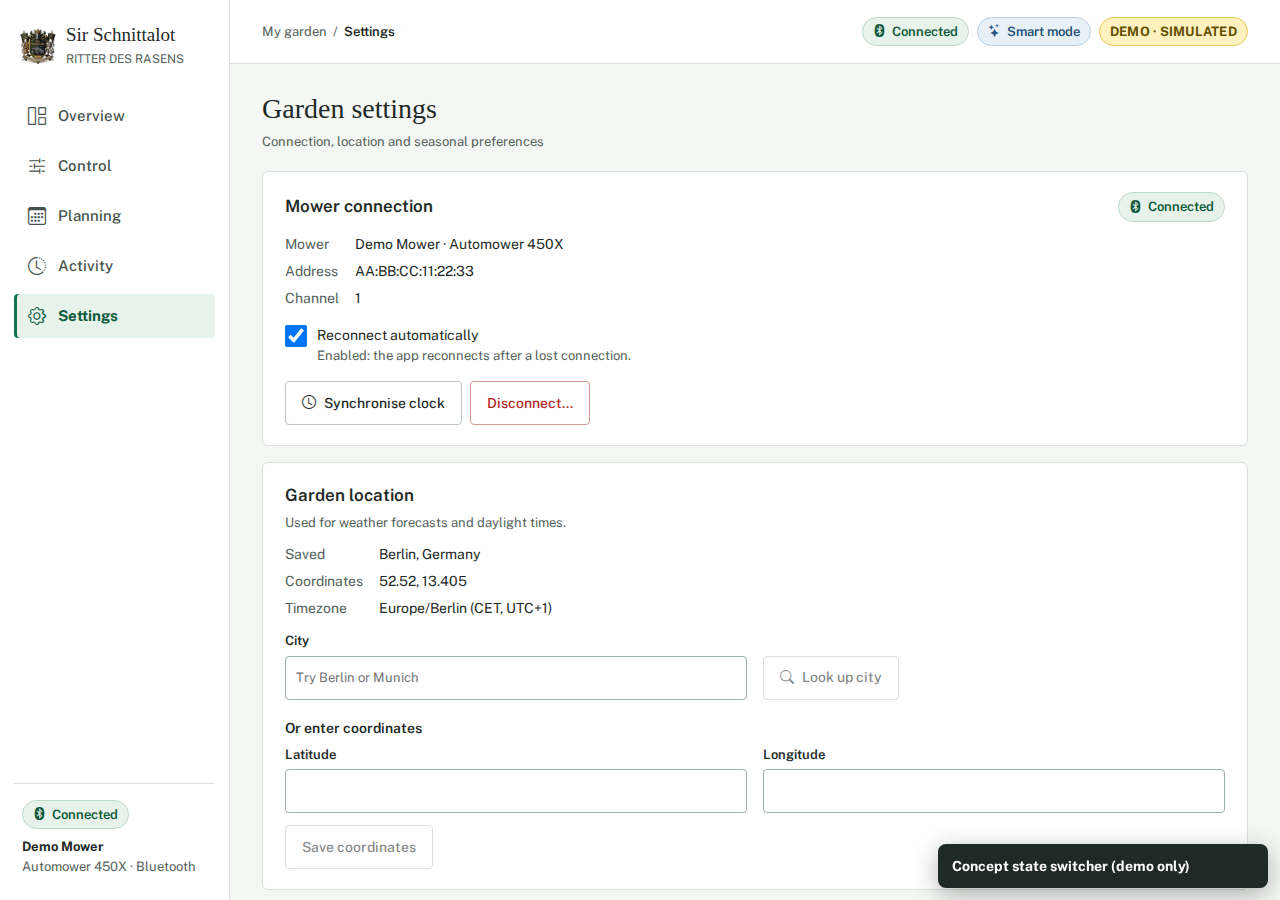 Sir Schnittalot
RITTER DES RASENS
Overview
Control
Planning
Activity
Settings
Connected
Demo Mower
Automower 450X · Bluetooth
My garden / Settings
Connected
Smart mode
DEMO · SIMULATED
Garden settings
Connection, location and seasonal preferences
Mower connection
Connected
Mower Demo Mower · Automower 450X
Address AA:BB:CC:11:22:33
Channel 1
Reconnect automatically
Enabled: the app reconnects after a lost connection.
Synchronise clock
Disconnect...
Garden location
Used for weather forecasts and daylight times.
Saved Berlin, Germany
Coordinates 52.52, 13.405
Timezone Europe/Berlin (CET, UTC+1)
City
Try Berlin or Munich
Look up city
Or enter coordinates
Latitude Longitude
Save coordinates
Concept state switcher (demo only)